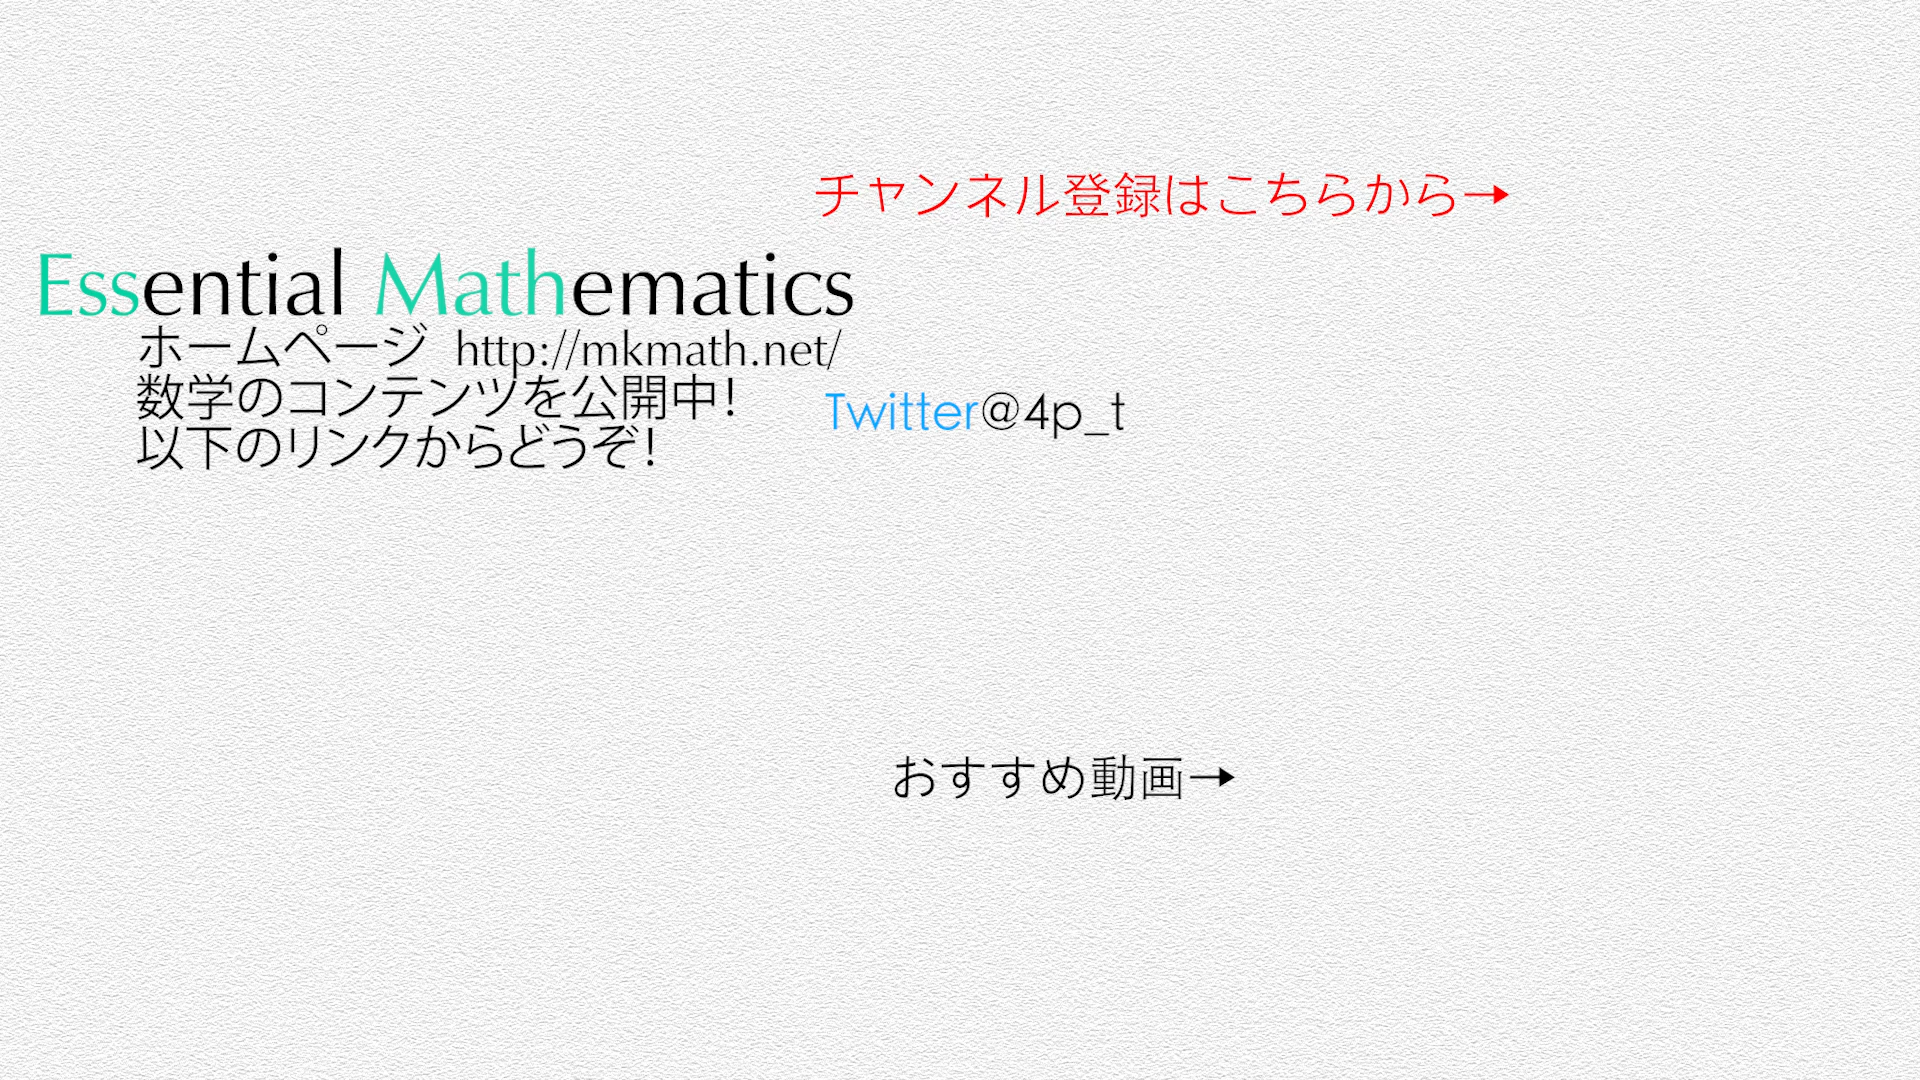 チャンネル登録はこちらから→
Essential Mathematics
ホームページ http://mkmath.net/
数学のコンテンツを公開中!
以下のリンクからどうぞ!
Twitter@4p_t
おすすめ動画→